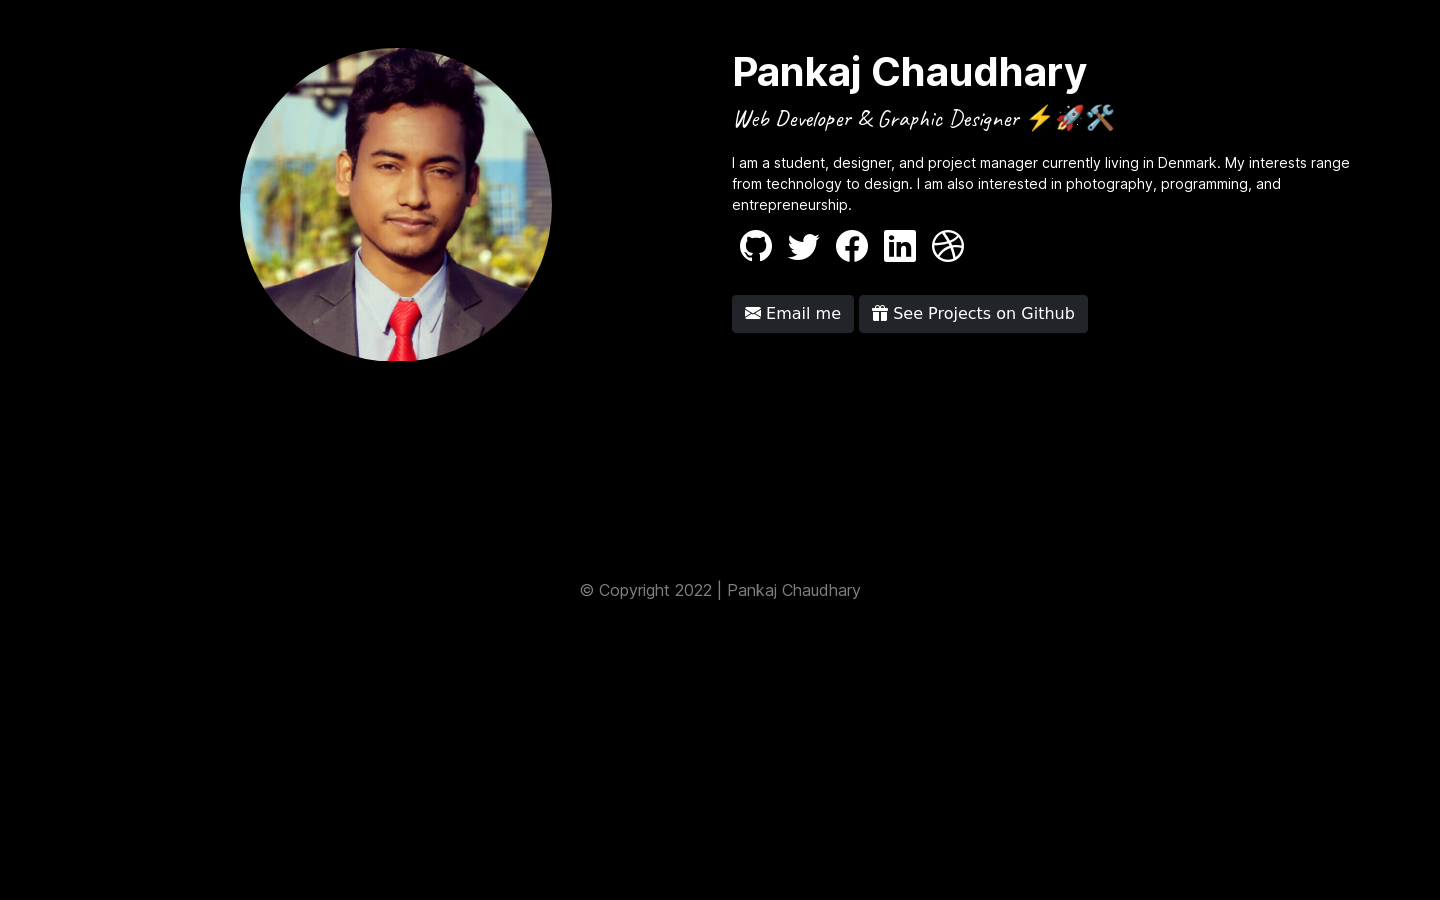 Pankaj Chaudhary
Web Developer & Graphic Designer ⚡🚀🛠️
I am a student, designer, and project manager currently living in Denmark. My interests range
from technology to design. I am also interested in photography, programming, and
entrepreneurship.
Email me
See Projects on Github
© Copyright 2022 | Pankaj Chaudhary